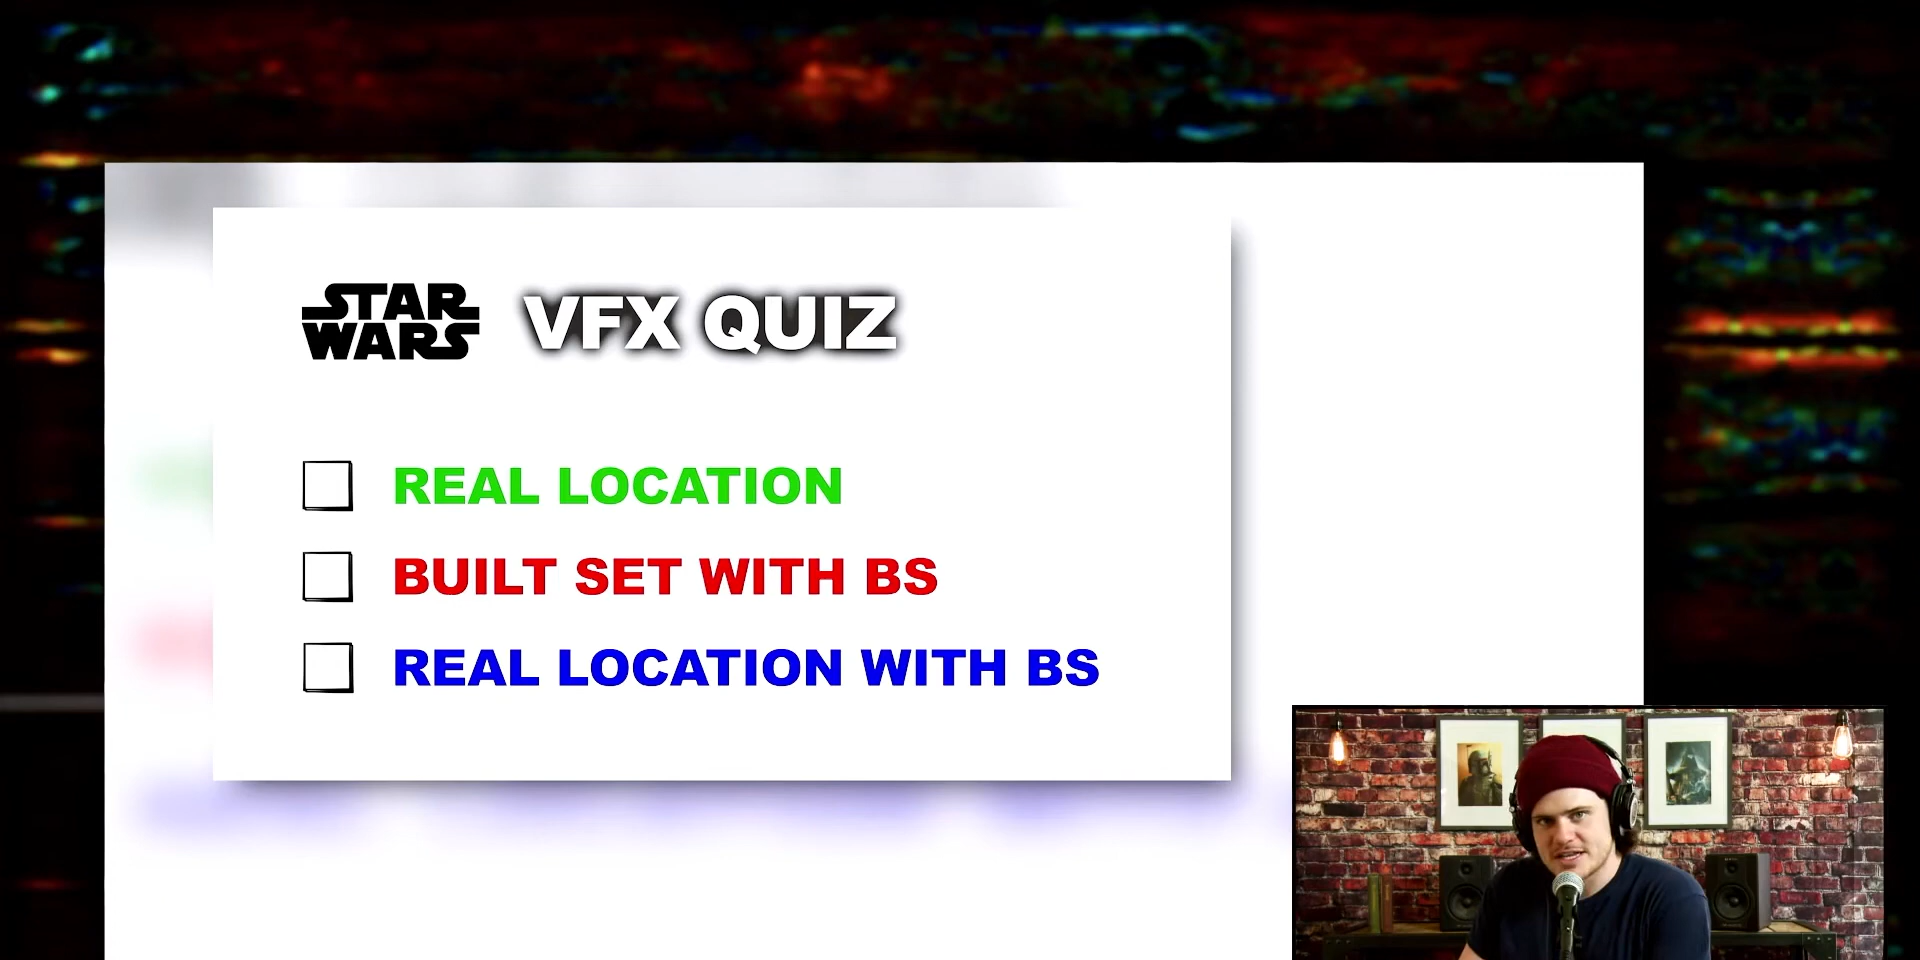 STAR WARS VFX QUIZ
REAL LOCATION
BUILT SET WITH BS
REAL LOCATION WITH BS